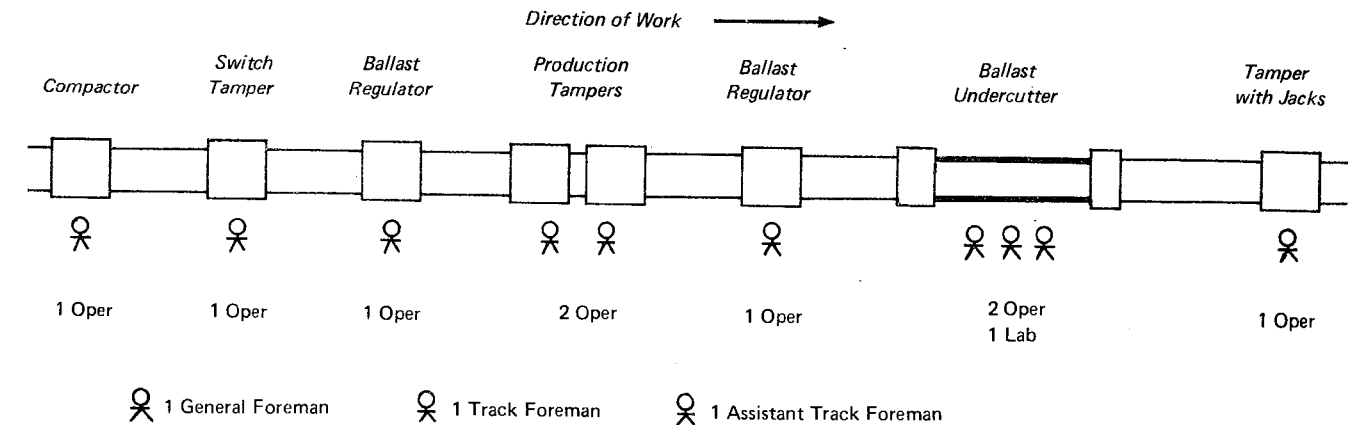 Direction of Work
Compactor
Switch
Tamper
Ballast
Regulator
Production
Tampers
Ballast
Regulator
Ballast
Undercutter
Tamper
with Jacks
1 Oper
1 Oper
1 Oper
2 Oper
1 Oper
2 Oper
1 Lab
1 Oper
1 General Foreman
1 Track Foreman
1 Assistant Track Foreman